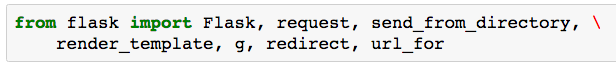 from flask import Flask, request, send_from_directory, \
    render_template, g, redirect, url_for